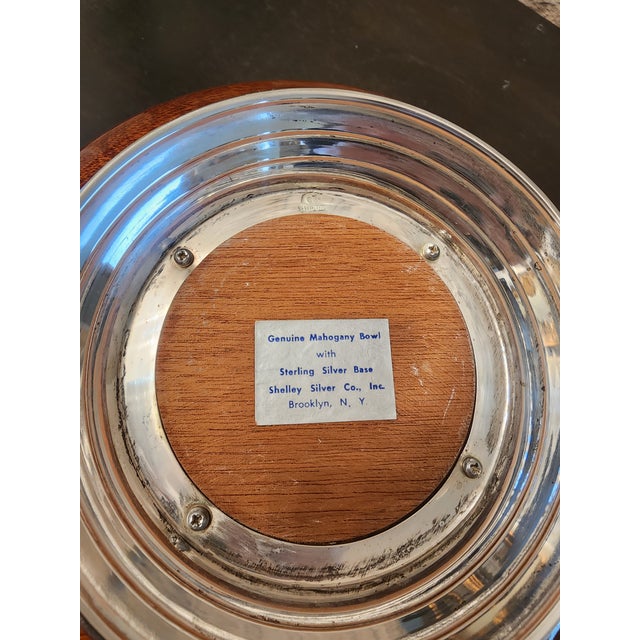 Genuine Mahogany Bowl
with
Sterling Silver Base
Shelley Silver Co., Inc.
Brooklyn, N. Y.